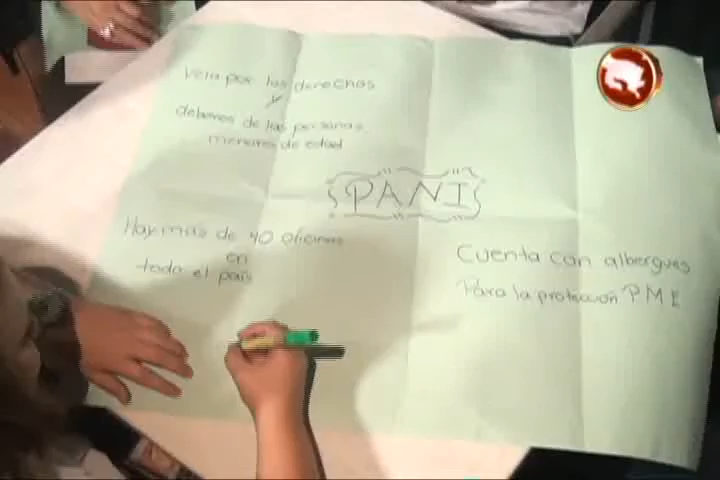 Vela por los derechos
y
deberes de las personas
menores de edad
PANI
Hay más de 40 oficinas
en
todo el país
Cuenta con albergues
Para la protección PME